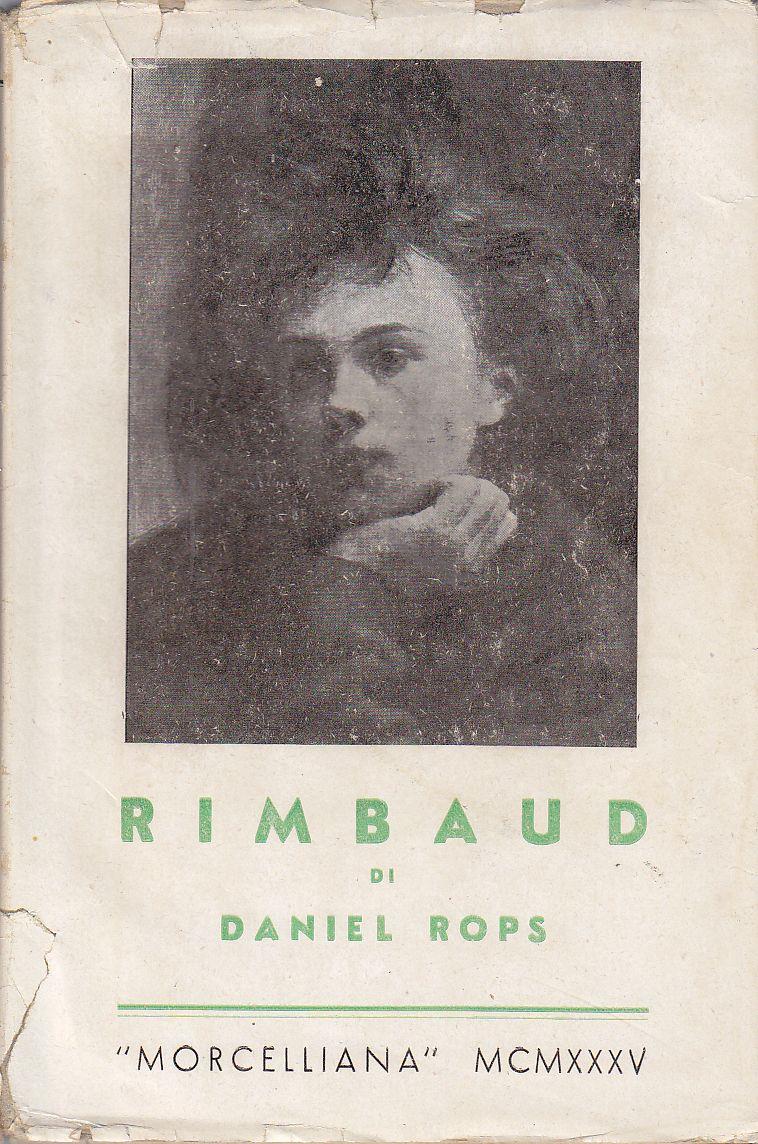 RIMBAUD
DI
DANIEL ROPS
"MORCELLIANA" MCMXXXV